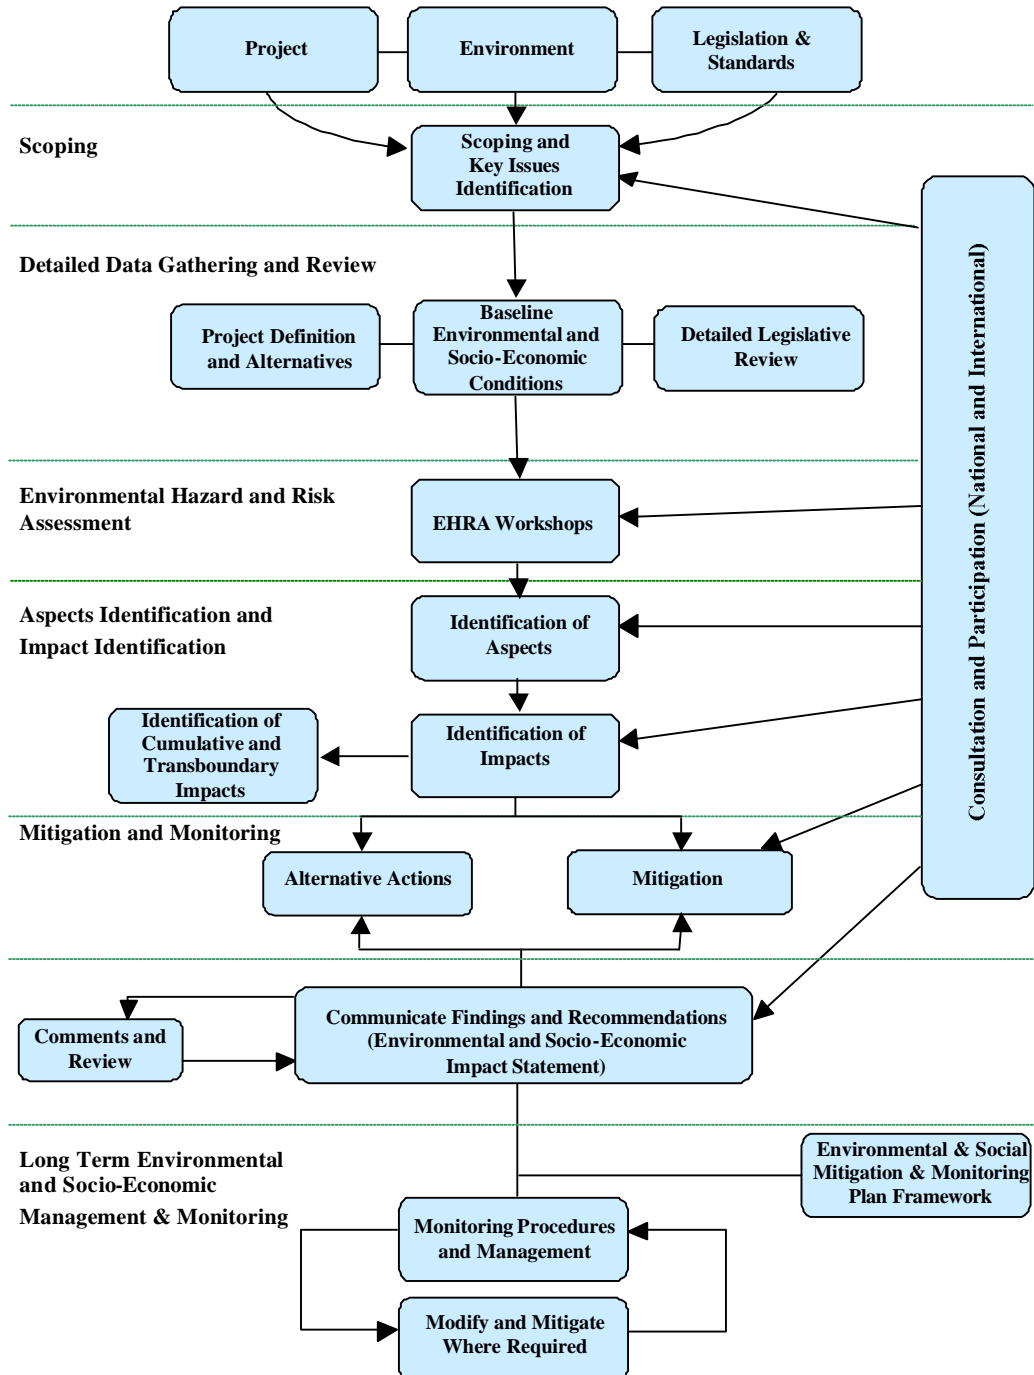 Project
Environment
Legislation &
Standards
Scoping
Scoping and
Key Issues
Identification
Detailed Data Gathering and Review
Project Definition
and Alternatives
Baseline
Environmental and
Socio-Economic
Conditions
Detailed Legislative
Review
Environmental Hazard and Risk
Assessment
EHRA Workshops
Aspects Identification and
Impact Identification
Identification of
Aspects
Identification of
Cumulative and
Transboundary
Impacts
Identification of
Impacts
Consultation and Participation (National and International)
Mitigation and Monitoring
Alternative Actions
Mitigation
Comments and
Review
Communicate Findings and Recommendations
(Environmental and Socio-Economic
Impact Statement)
Long Term Environmental
and Socio-Economic
Management & Monitoring
Environmental & Social
Mitigation & Monitoring
Plan Framework
Monitoring Procedures
and Management
Modify and Mitigate
Where Required